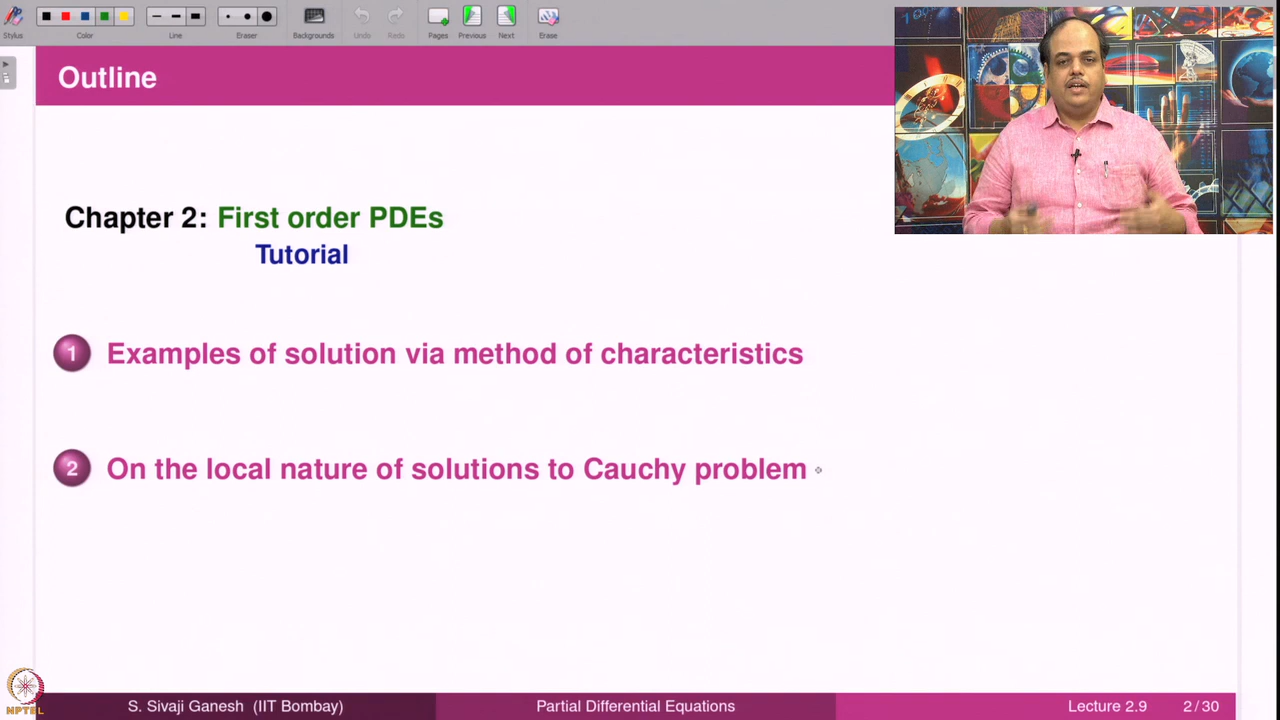 Stylus
Color
Line
Eraser
Backgrounds
Undo
Redo
Pages
Previous
Next
Erase
Outline
Chapter 2: First order PDEs
Tutorial
1 Examples of solution via method of characteristics
2 On the local nature of solutions to Cauchy problem
S. Sivaji Ganesh (IIT Bombay)
Partial Differential Equations
Lecture 2.9
2/30
NPTEL